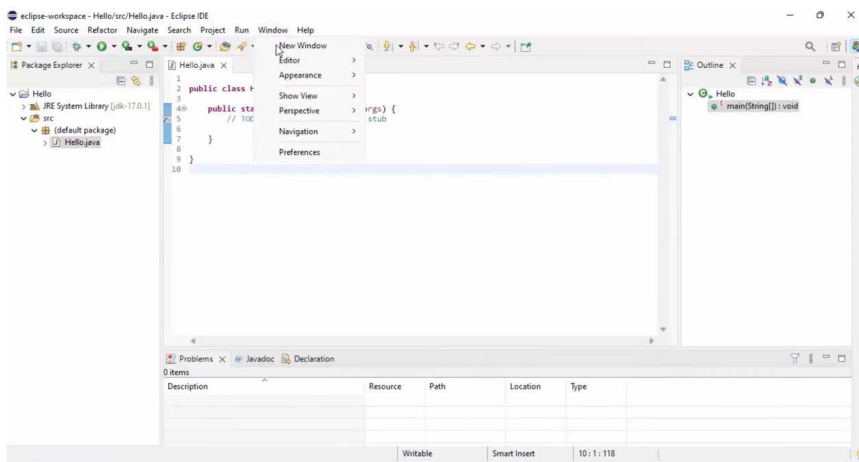 eclipse-workspace - Hello/src/Hello.java - Eclipse IDE
File Edit Source Refactor Navigate Search Project Run Window Help
Package Explorer
Hello
JRE System Library [jdk-17.0.1]
src
(default package)
Hello.java
Hello.java
1
2 public class H
3
4 public sta args) {
5 // TOD stub
6
7 }
8
9 }
10
New Window
Editor
Appearance
Show View
Perspective
Navigation
Preferences
Outline
Hello
main(String[]) : void
Problems Javadoc Declaration
0 items
Description Resource Path Location Type
Writable Smart Insert 10 : 1 : 118